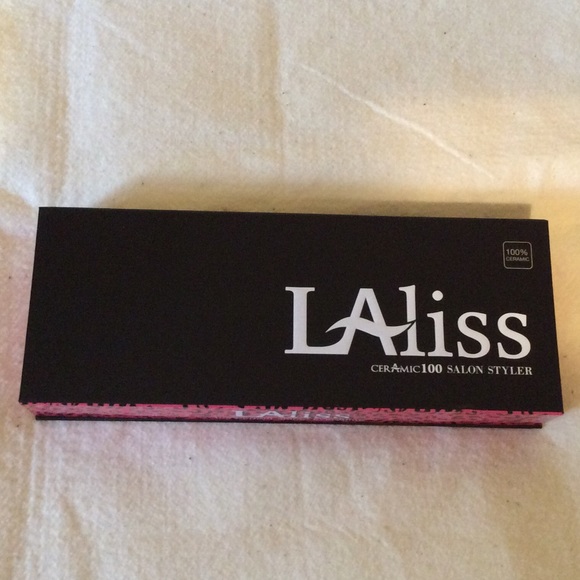 100%
CERAMIC
LAliss
CERAMIC100 SALON STYLER
LAliss